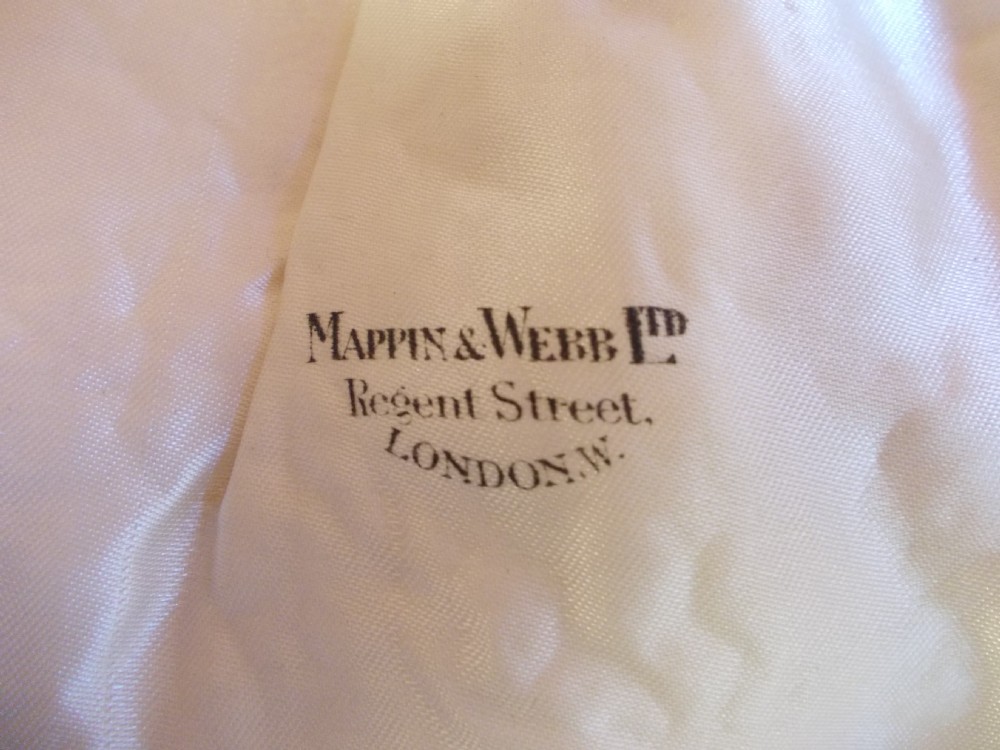 MAPPIN & WEBB LTD
Regent Street,
LONDON.W.